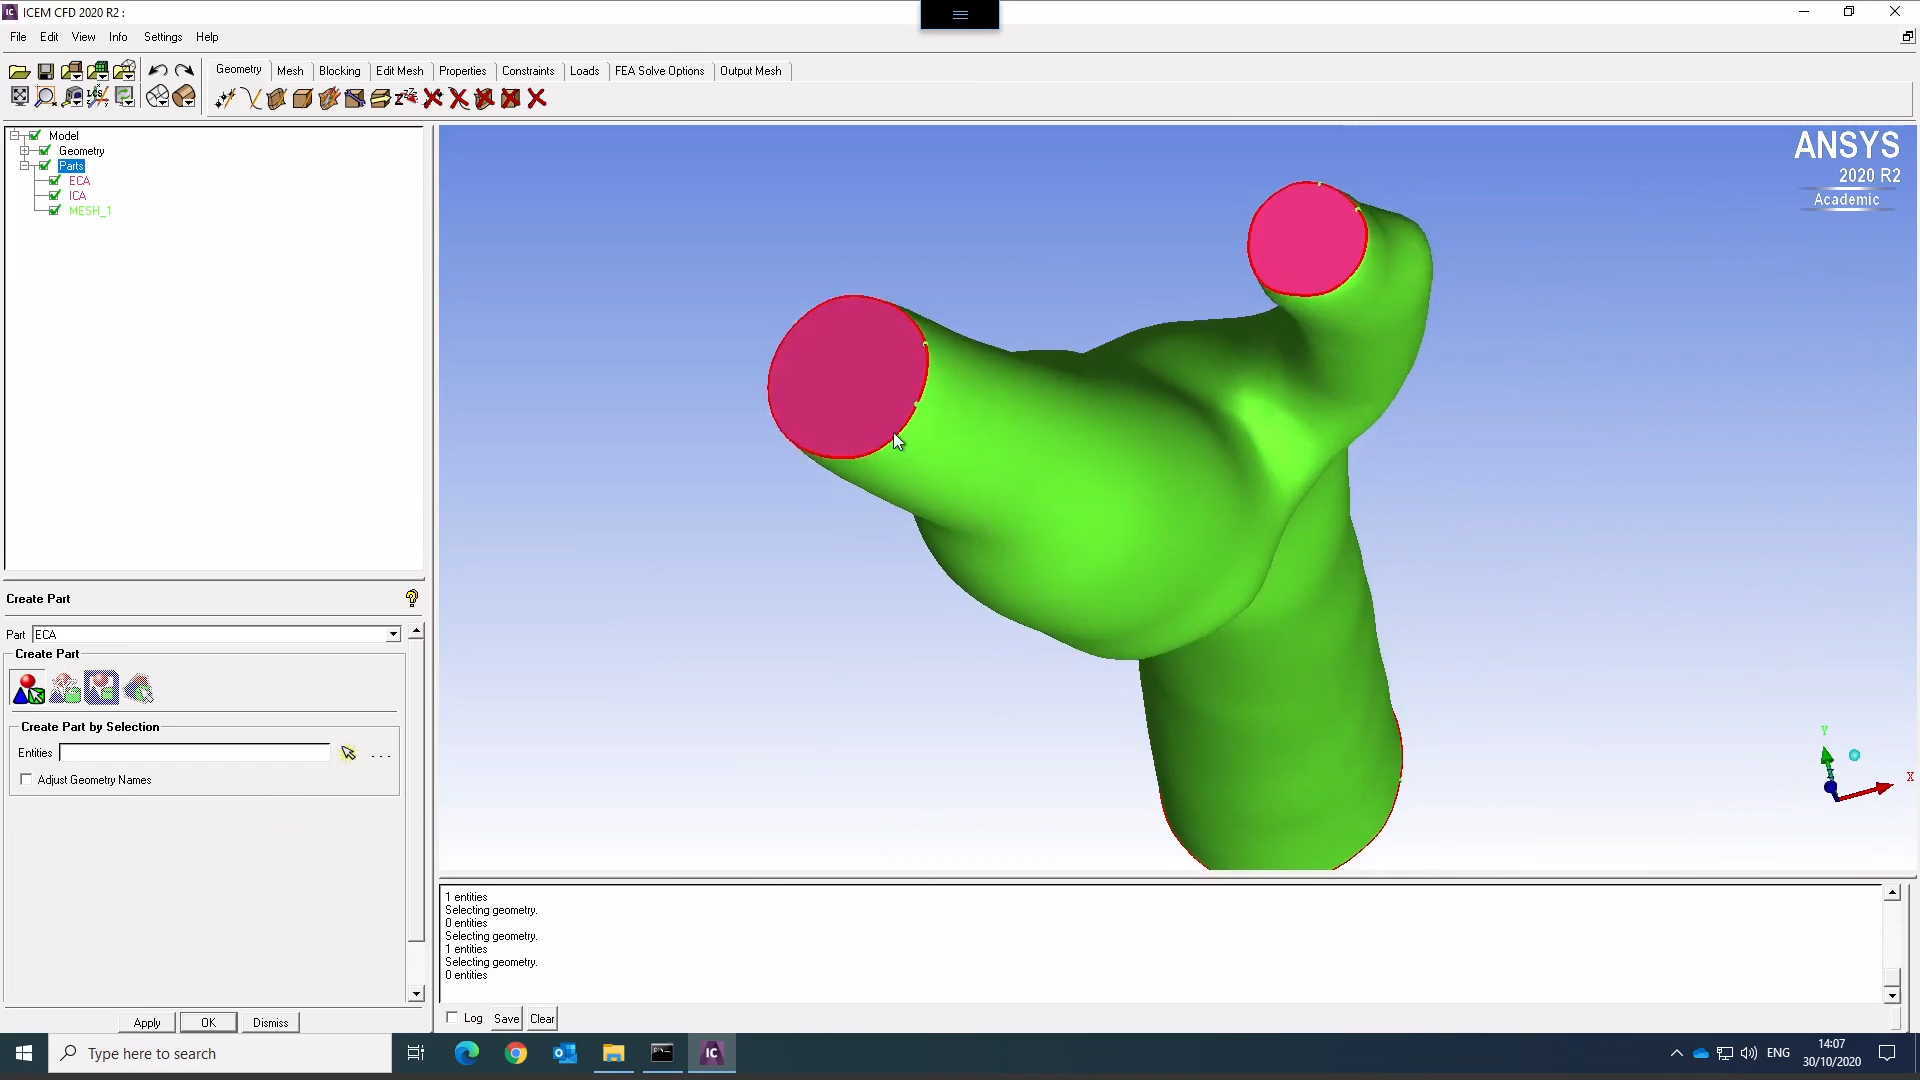 ICEM CFD 2020 R2 :
File Edit View Info Settings Help
Geometry Mesh Blocking Edit Mesh Properties Constraints Loads FEA Solve Options Output Mesh
Model
Geometry
Parts
ECA
ICA
MESH_1
ANSYS
2020 R2
Academic
Create Part
Part ECA
Create Part
Create Part by Selection
Entities
Adjust Geometry Names
Apply OK Dismiss
Y
X
1 entities
Selecting geometry.
0 entities
Selecting geometry.
1 entities
Selecting geometry.
0 entities
Log Save Clear
Type here to search
IC
ENG
14:07
30/10/2020